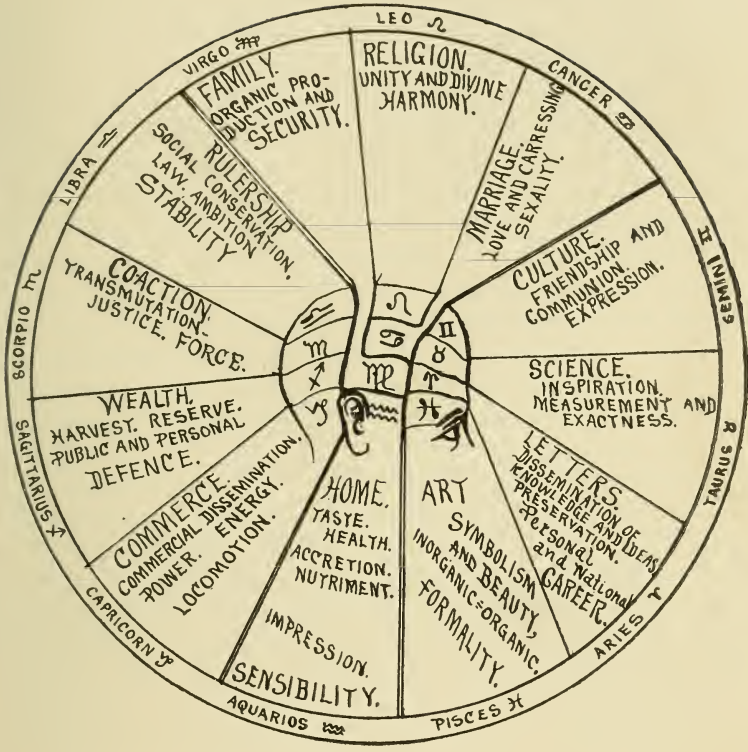 LEO ♌
RELIGION.
UNITY AND DIVINE
HARMONY.
CANCER ♋
MARRIAGE.
LOVE AND CARRESSING
SEXALITY.
GEMINI ♊
CULTURE.
FRIENDSHIP AND
COMMUNION.
EXPRESSION.
TAURUS ♉
SCIENCE.
INSPIRATION.
MEASUREMENT AND
EXACTNESS.
ARIES ♈
LETTERS
DISSEMINATION OF
KNOWLEDGE AND IDEAS
PRESERVATION.
Personal
and National
CAREER.
PISCES ♓
ART
SYMBOLISM
AND BEAUTY,
INORGANIC=ORGANIC.
FORMALITY.
AQUARIOS ♒
HOME.
TASTE.
HEALTH.
ACCRETION.
NUTRIMENT.
IMPRESSION.
SENSIBILITY.
CAPRICORN ♑
COMMERCE.
COMMERCIAL DISSEMINATION.
POWER. ENERGY.
LOCOMOTION.
SAGITTARIUS ♐
WEALTH.
HARVEST. RESERVE.
PUBLIC AND PERSONAL
DEFENCE.
SCORPIO ♏
COACTION.
TRANSMUTATION-
JUSTICE. FORCE.
LIBRA ♎
RULERSHIP
SOCIAL CONSERVATION.
LAW. AMBITION
STABILITY
VIRGO ♍
FAMILY.
ORGANIC PRO-
DUCTION AND
SECURITY.
♎ ♌ ♊
♏ ♋ ♉
♐ ♍ ♈
♑ ♒ ♓